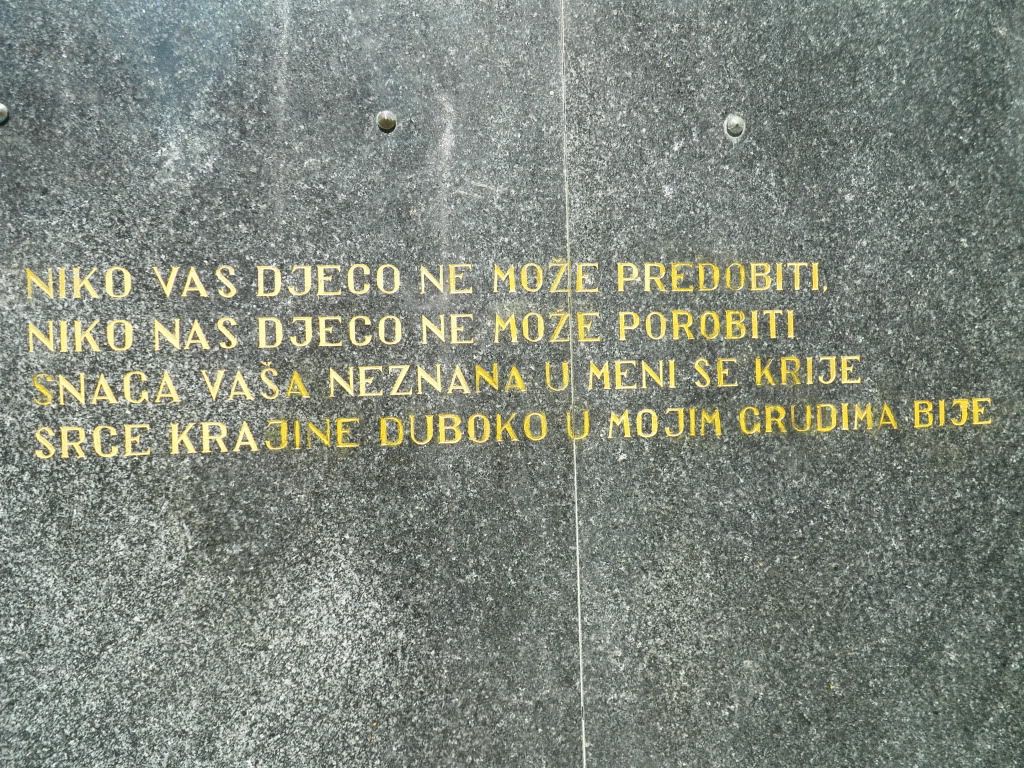 NIKO VAS DJECO NE MOŽE PREDOBITI,
NIKO NAS DJECO NE MOŽE POROBITI
SNAGA VAŠA NEZNANA U MENI SE KRIJE
SRCE KRAJINE DUBOKO U MOJIM GRUDIMA BIJE